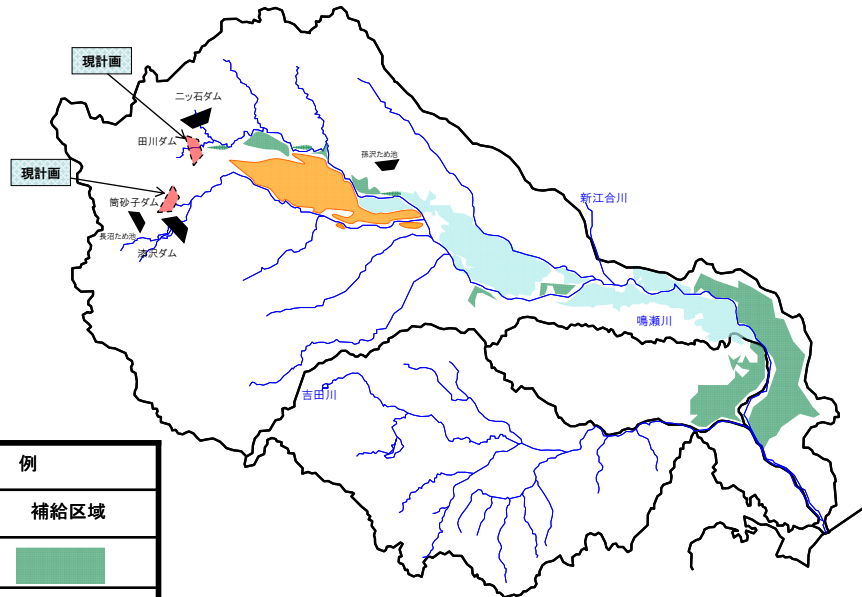 現計画
二ッ石ダム
田川ダム
孫沢ため池
現計画
筒砂子ダム
新江合川
長沼ため池
漆沢ダム
鳴瀬川
吉田川
例
補給区域